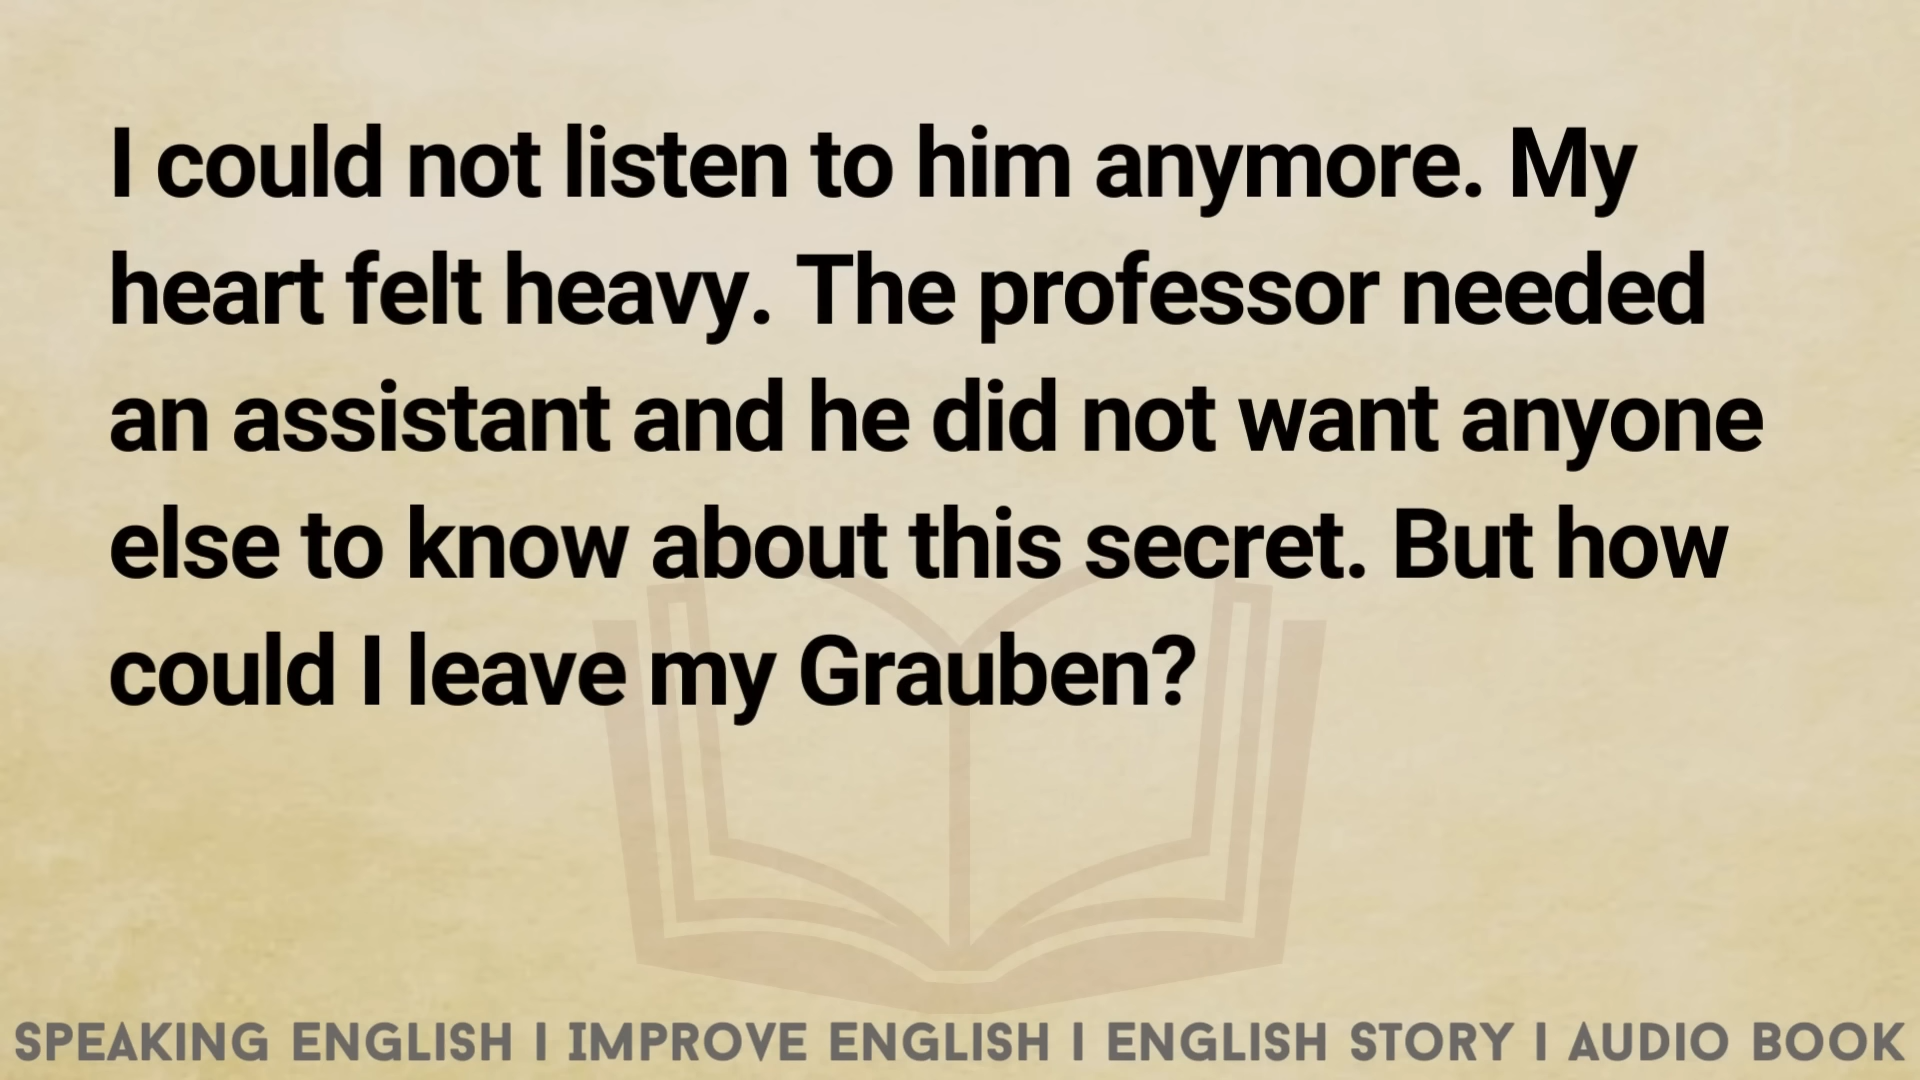 I could not listen to him anymore. My
heart felt heavy. The professor needed
an assistant and he did not want anyone
else to know about this secret. But how
could I leave my Grauben?
SPEAKING ENGLISH | IMPROVE ENGLISH | ENGLISH STORY | AUDIO BOOK